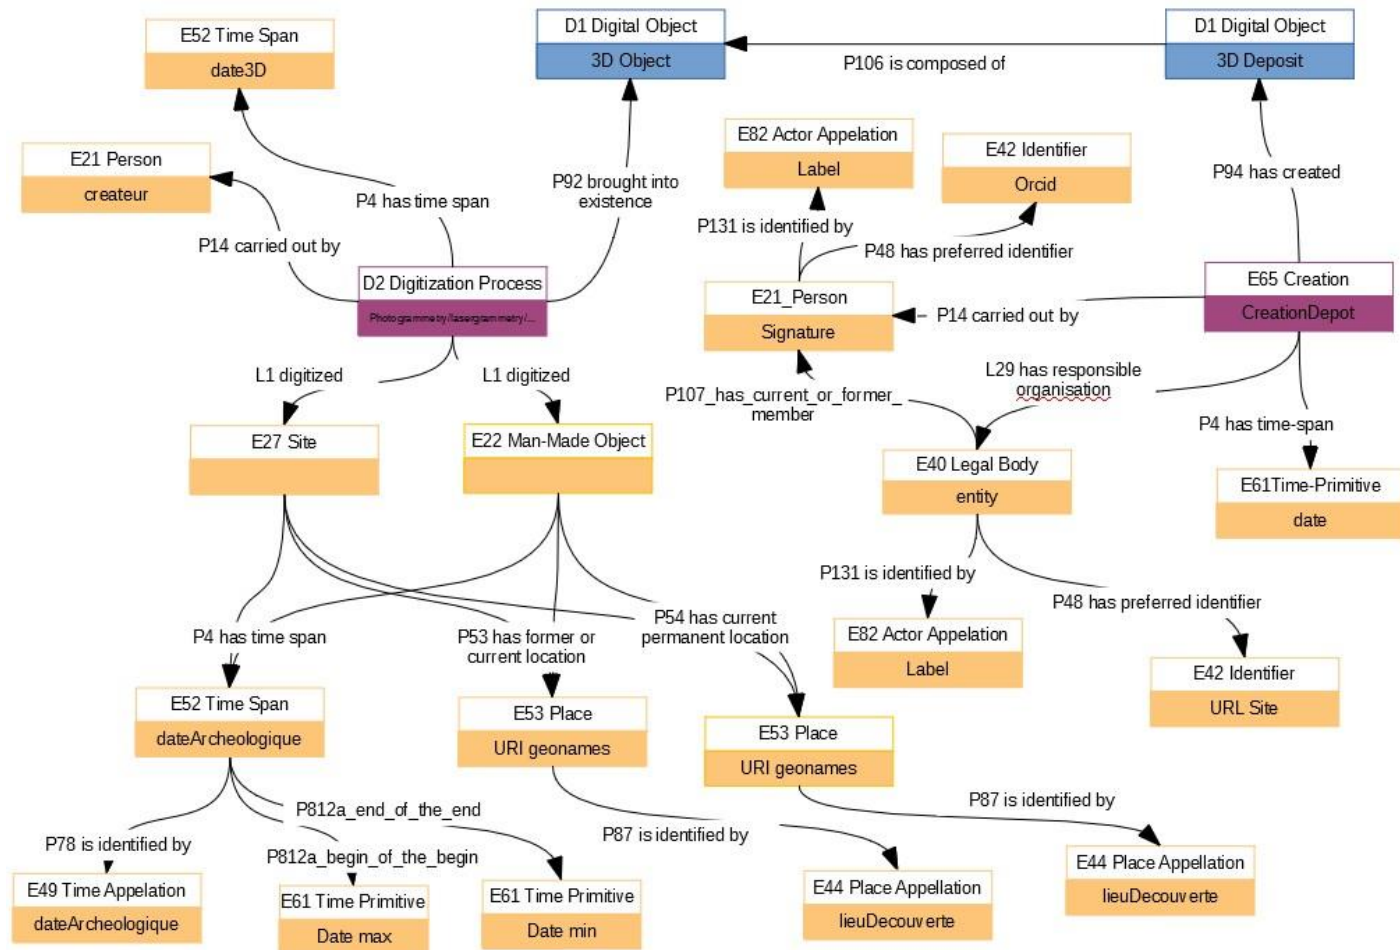 D1 Digital Object
3D Object
D1 Digital Object
3D Deposit
E52 Time Span
date3D
P106 is composed of
E82 Actor Appelation
Label
E42 Identifier
Orcid
E21 Person
createur
P92 brought into
existence
P94 has created
P4 has time span
P131 is identified by
P14 carried out by
P48 has preferred identifier
D2 Digitization Process
Photogrammetry/lasergrammetry/...
E21_Person
Signature
E65 Creation
CreationDepot
P14 carried out by
L1 digitized
L1 digitized
P107_has_current_or_former_
member
L29 has responsible
organisation
P4 has time-span
E27 Site
E22 Man-Made Object
E40 Legal Body
entity
E61Time-Primitive
date
P131 is identified by
P48 has preferred identifier
P4 has time span
P53 has former or
current location
P54 has current
permanent location
E82 Actor Appelation
Label
E42 Identifier
URL Site
E52 Time Span
dateArcheologique
E53 Place
URI geonames
E53 Place
URI geonames
P812a_end_of_the_end
P87 is identified by
P87 is identified by
P78 is identified by
P812a_begin_of_the_begin
E49 Time Appelation
dateArcheologique
E61 Time Primitive
Date max
E61 Time Primitive
Date min
E44 Place Appellation
lieuDecouverte
E44 Place Appellation
lieuDecouverte